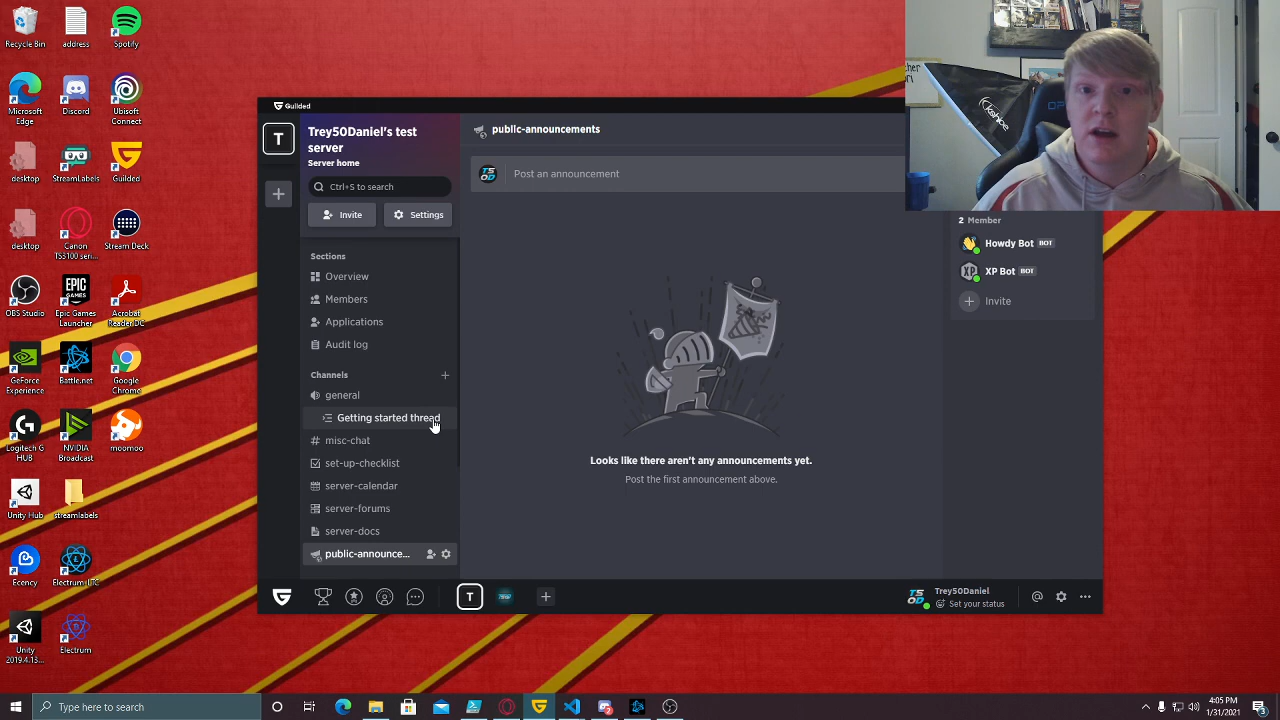 Recycle Bin
address
Spotify
Microsoft
Edge
Discord
Ubisoft
Connect
desktop
StreamLabels
Guilded
desktop
Canon
TS3100 seri...
Stream Deck
OBS Studio
Epic Games
Launcher
Acrobat
Reader DC
GeForce
Experience
Battle.net
Google
Chrome
Logitech G
HUB
NVIDIA
Broadcast
moomoo
Unity Hub
streamlabels
Ecency
Electrum LTC
Unity
2019.4.13...
Electrum
EPIC
GAMES
Guilded
T
Trey50Daniel's test
server
Server home
Ctrl+S to search
Invite
Settings
Sections
Overview
Members
Applications
Audit log
Channels
general
Getting started thread
misc-chat
set-up-checklist
server-calendar
server-forums
server-docs
public-announce...
public-announcements
Post an announcement
Looks like there aren't any announcements yet.
Post the first announcement above.
2 Member
Howdy Bot BOT
XP Bot BOT
Invite
T
Trey50Daniel
Set your status
Type here to search
4:05 PM
1/31/2021